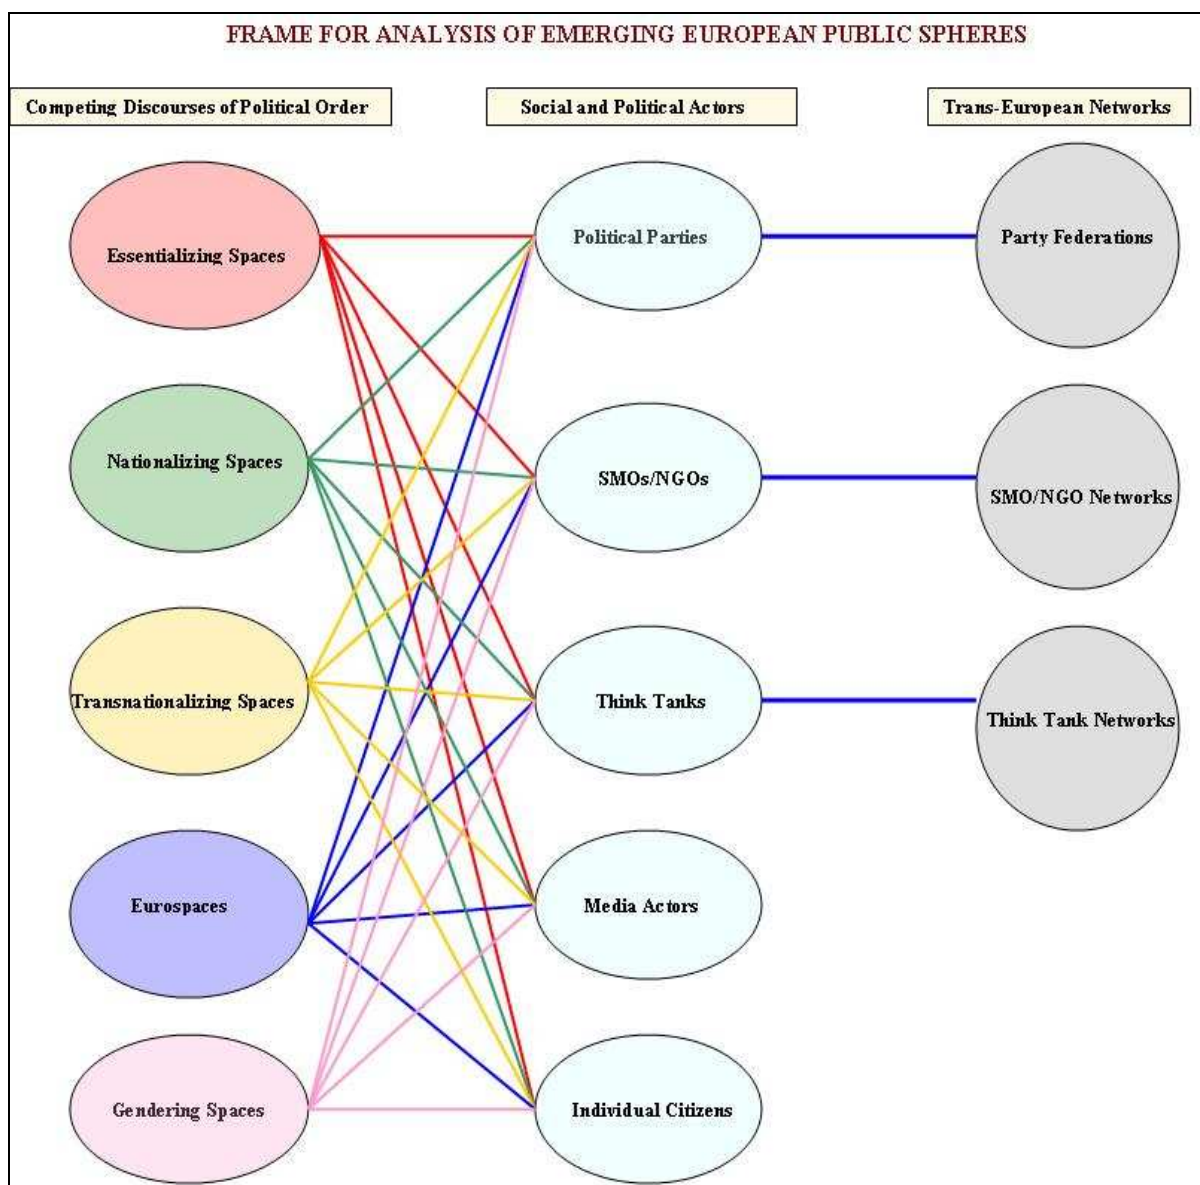 FRAME FOR ANALYSIS OF EMERGING EUROPEAN PUBLIC SPHERES
Competing Discourses of Political Order
Social and Political Actors
Trans-European Networks
Essentializing Spaces
Political Parties
Party Federations
Nationalizing Spaces
SMOs/NGOs
SMO/NGO Networks
Transnationalizing Spaces
Think Tanks
Think Tank Networks
Eurospaces
Media Actors
Gendering Spaces
Individual Citizens